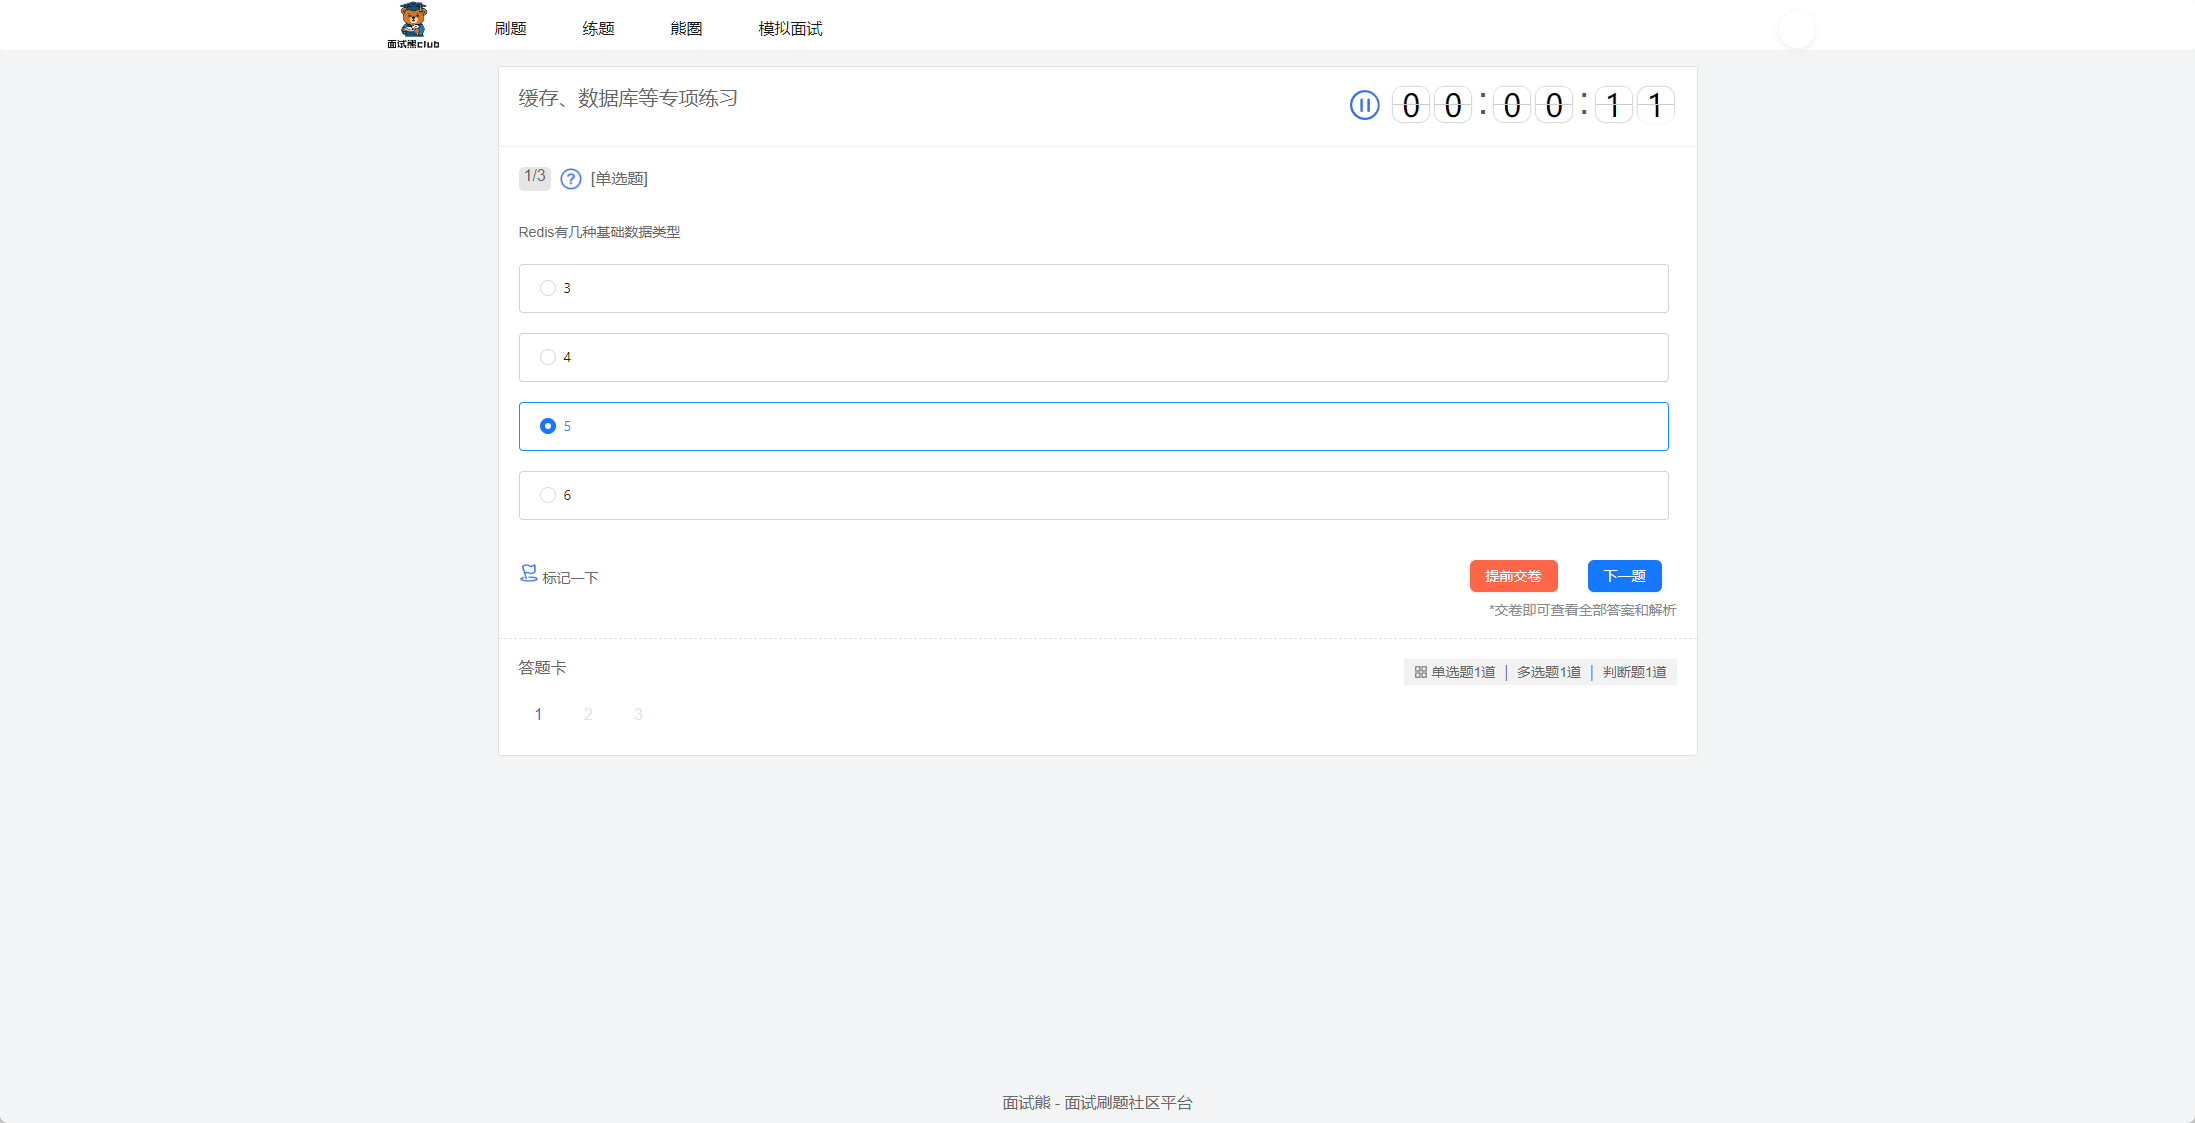 面试熊club
刷题 练题 熊圈 模拟面试
缓存、数据库等专项练习
00:00:11
1/3 ? [单选题]
Redis有几种基础数据类型
3
4
5
6
标记一下 提前交卷 下一题
*交卷即可查看全部答案和解析
答题卡 单选题1道 | 多选题1道 | 判断题1道
1 2 3
面试熊 - 面试刷题社区平台